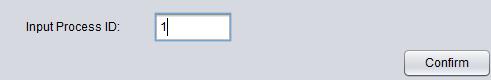 Input Process ID: 1
Confirm